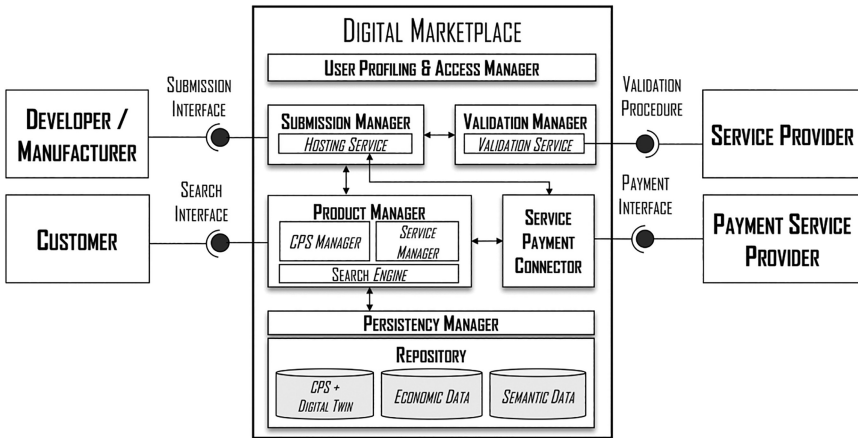 Digital Marketplace
User Profiling & Access Manager
Submission
Interface
Validation
Procedure
Developer /
Manufacturer
Submission Manager
Hosting Service
Validation Manager
Validation Service
Service Provider
Search
Interface
Payment
Interface
Customer
Product Manager
CPS Manager
Service
Manager
Search Engine
Service
Payment
Connector
Payment Service
Provider
Persistency Manager
Repository
CPS +
Digital Twin
Economic Data
Semantic Data